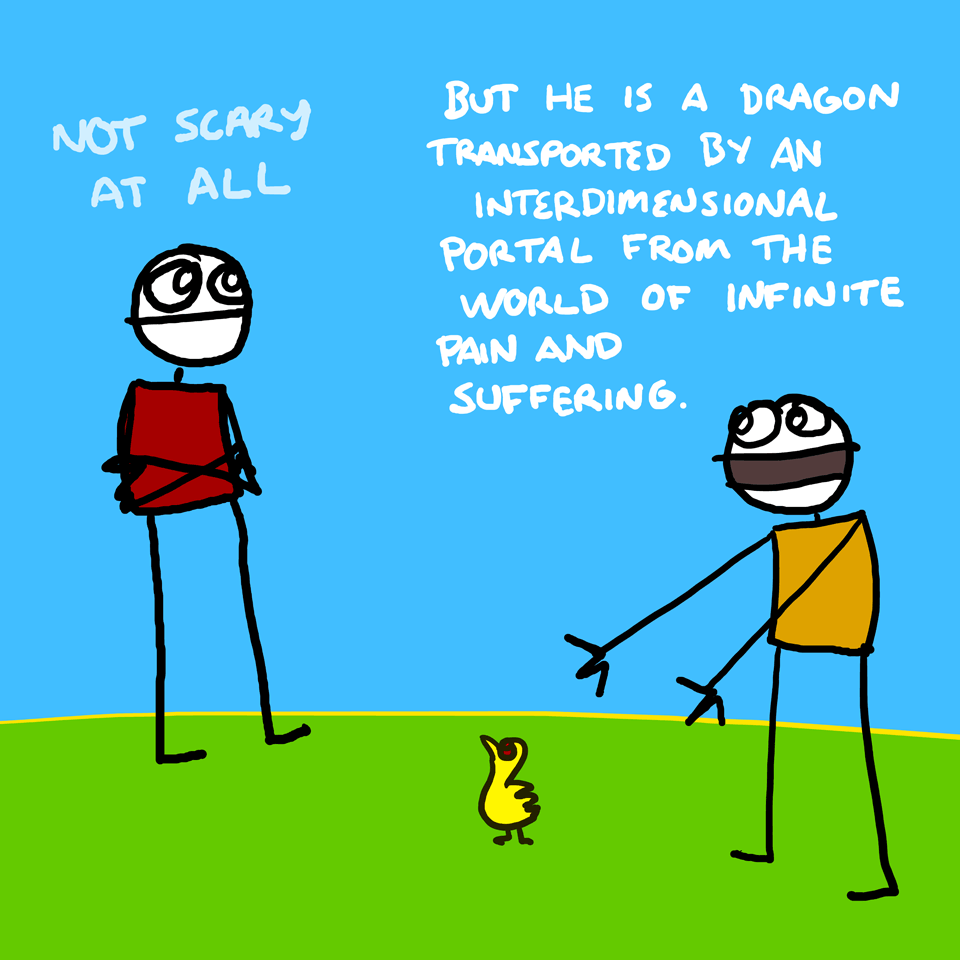 NOT SCARY
AT ALL
BUT HE IS A DRAGON
TRANSPORTED BY AN
INTERDIMENSIONAL
PORTAL FROM THE
WORLD OF INFINITE
PAIN AND
SUFFERING.